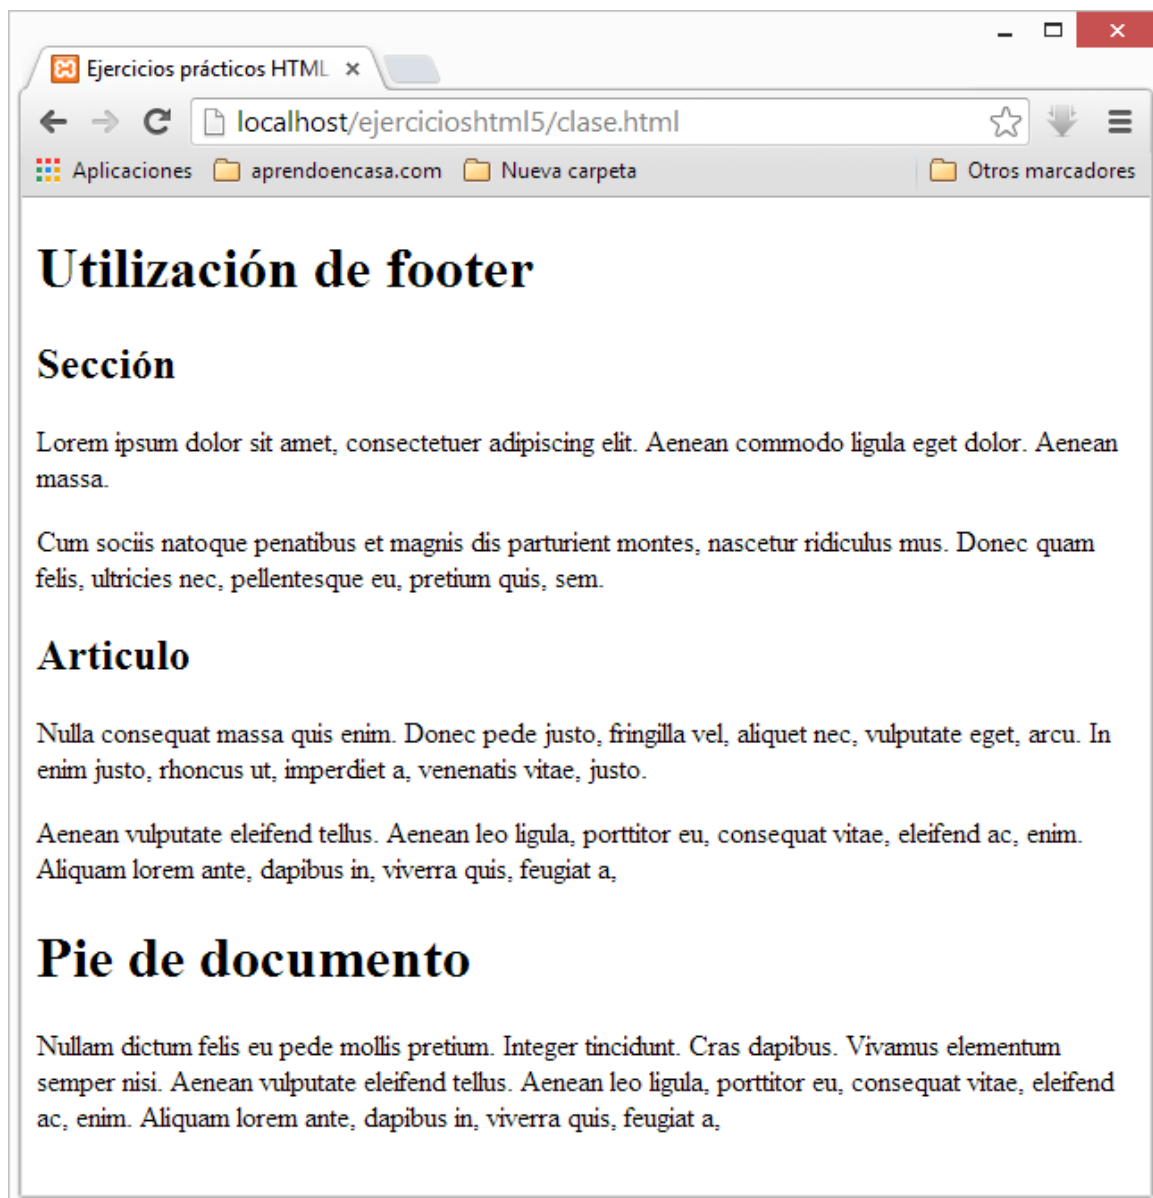 Ejercicios prácticos HTML
localhost/ejercicioshtml5/clase.html
Aplicaciones aprendoencasa.com Nueva carpeta Otros marcadores
Utilización de footer
Sección
Lorem ipsum dolor sit amet, consectetuer adipiscing elit. Aenean commodo ligula eget dolor. Aenean
massa.
Cum sociis natoque penatibus et magnis dis parturient montes, nascetur ridiculus mus. Donec quam
felis, ultricies nec, pellentesque eu, pretium quis, sem.
Articulo
Nulla consequat massa quis enim. Donec pede justo, fringilla vel, aliquet nec, vulputate eget, arcu. In
enim justo, rhoncus ut, imperdiet a, venenatis vitae, justo.
Aenean vulputate eleifend tellus. Aenean leo ligula, porttitor eu, consequat vitae, eleifend ac, enim.
Aliquam lorem ante, dapibus in, viverra quis, feugiat a,
Pie de documento
Nullam dictum felis eu pede mollis pretium. Integer tincidunt. Cras dapibus. Vivamus elementum
semper nisi. Aenean vulputate eleifend tellus. Aenean leo ligula, porttitor eu, consequat vitae, eleifend
ac, enim. Aliquam lorem ante, dapibus in, viverra quis, feugiat a,